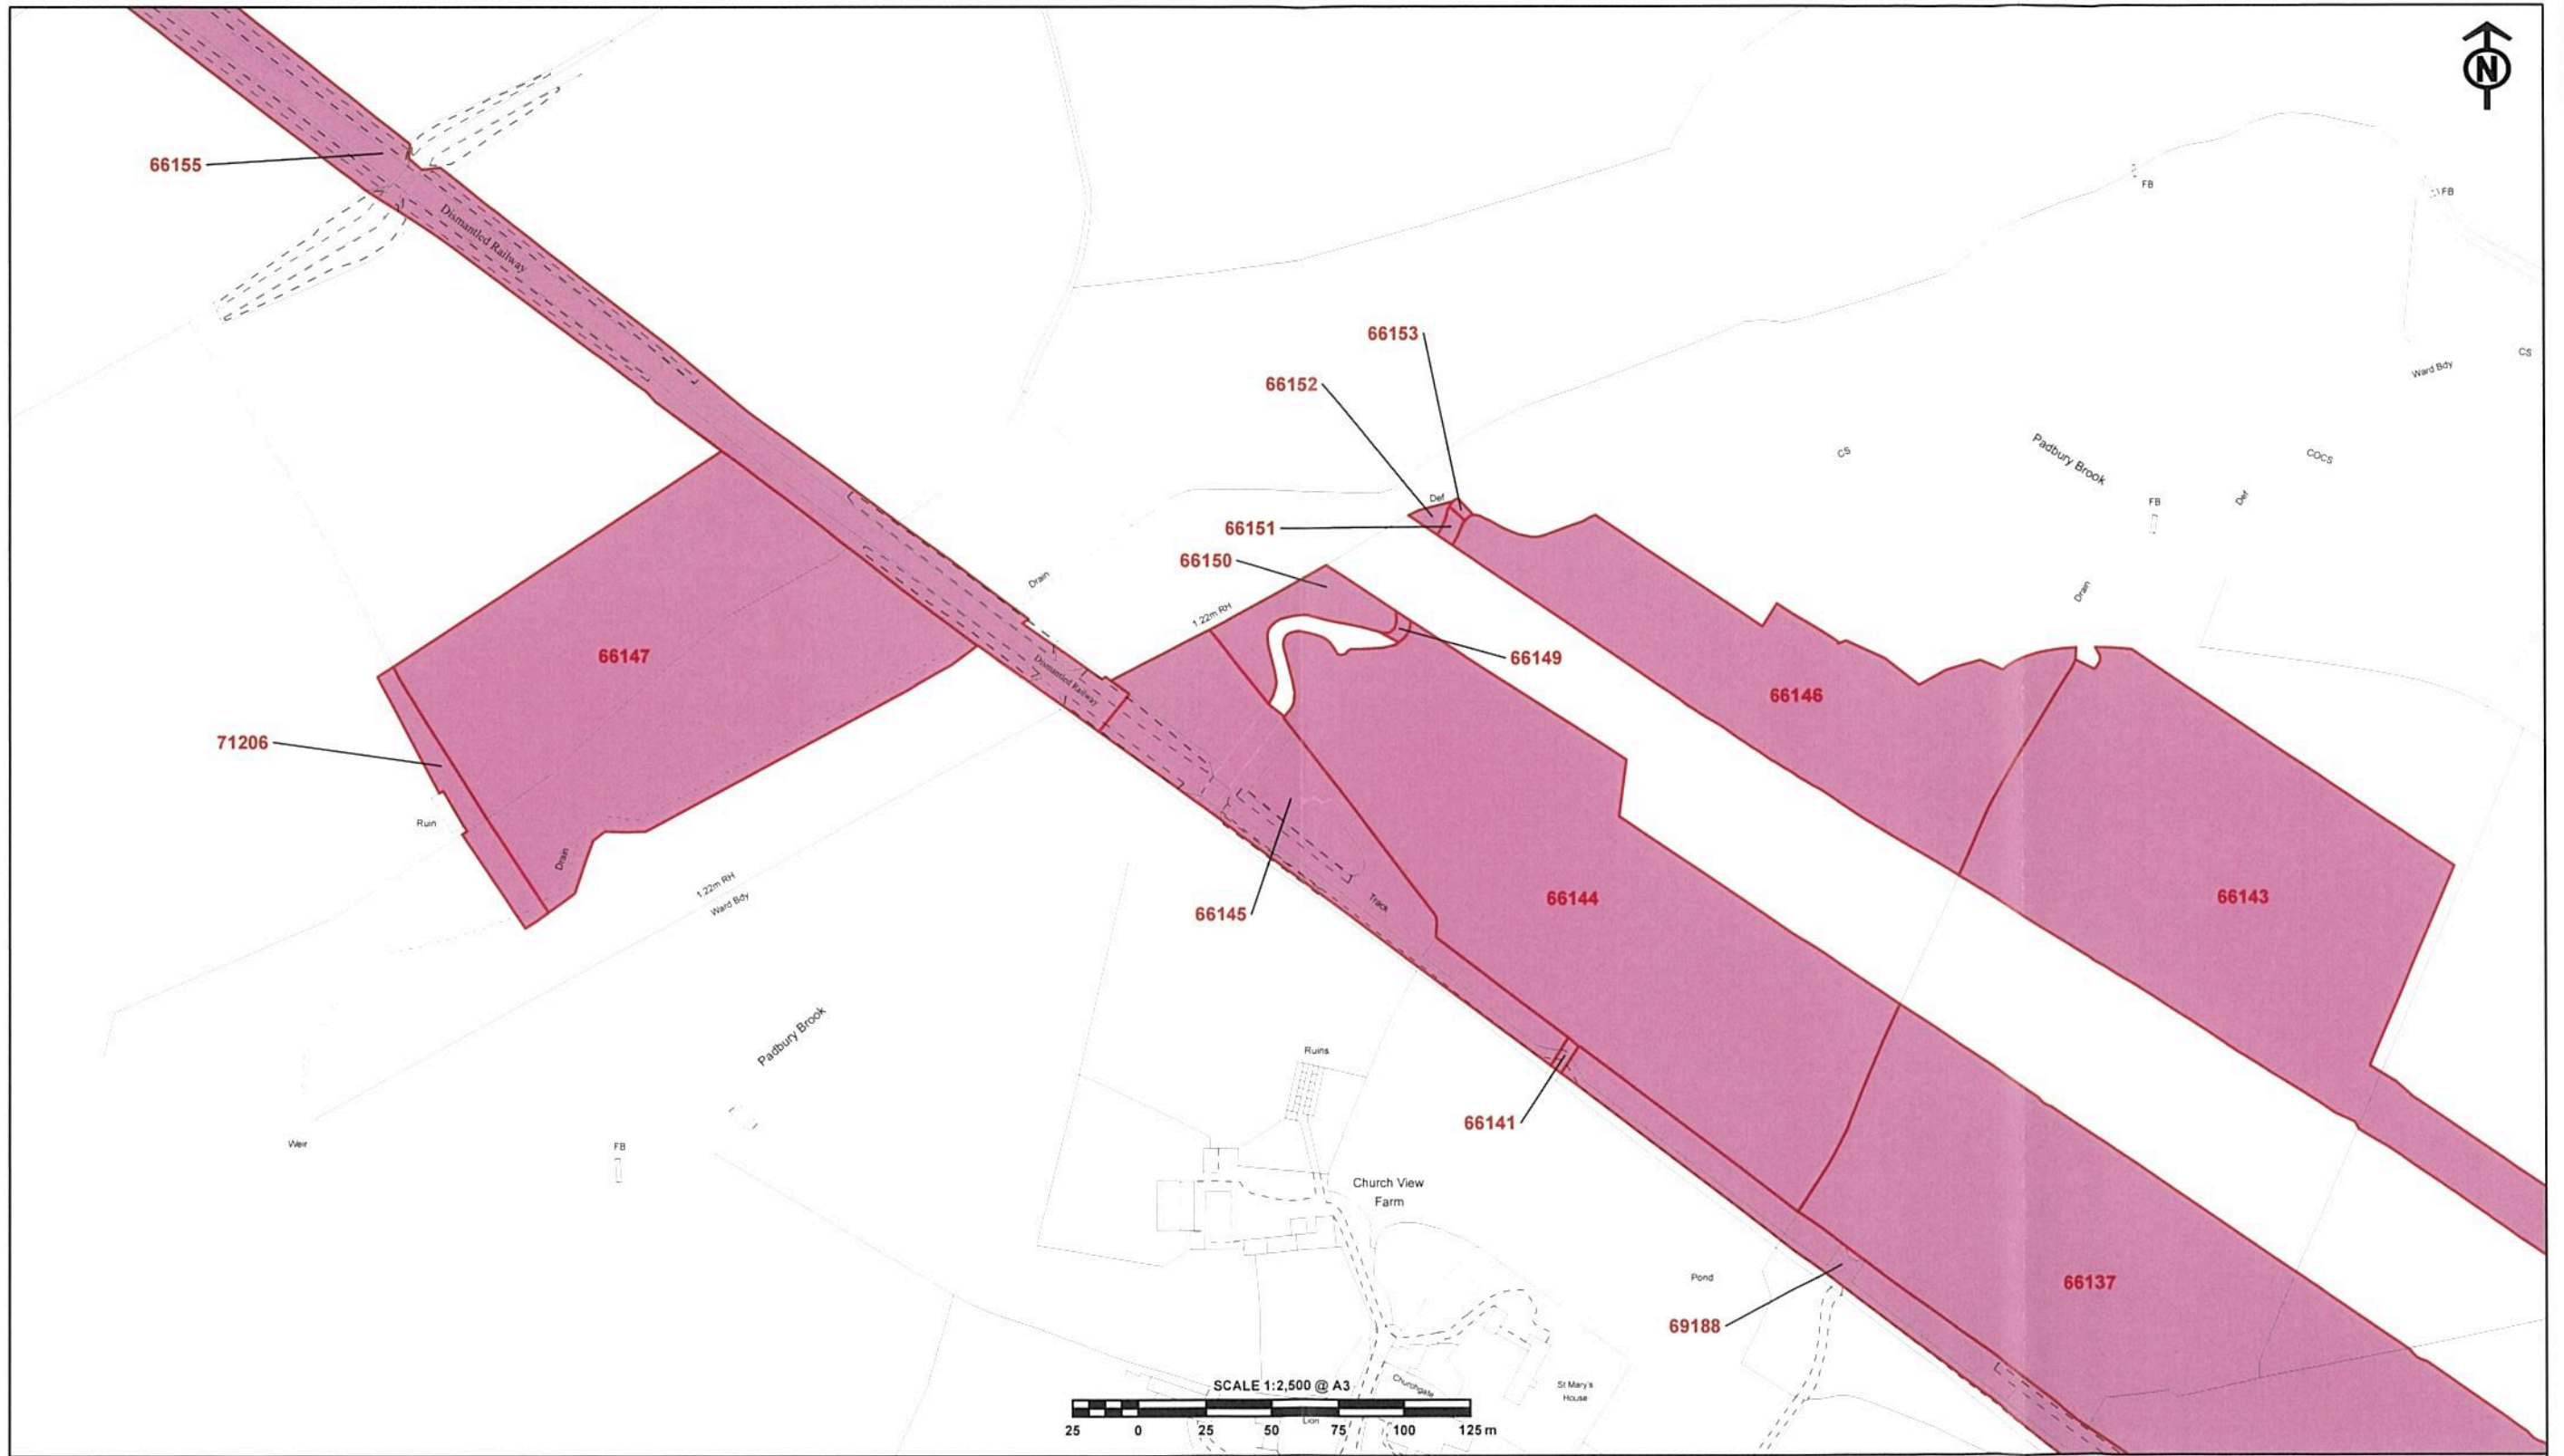 N
66155
Dismantled Railway
FB
FB
66153
CS
Ward Bdy
66152
Padbury Brook
CS
COCS
Def
Def
FB
66151
66150
Drain
Drain
1.22m RH
66147
66149
Dismantled Railway
66146
71206
Ruin
Drain
1.22m RH
Ward Bdy
66145
Track
66144
66143
Padbury Brook
Ruins
66141
Weir
FB
Church View
Farm
Pond
66137
69188
SCALE 1:2,500 @ A3
Churchgate
St Mary's
House
Lion
25 0 25 50 75 100 125 m